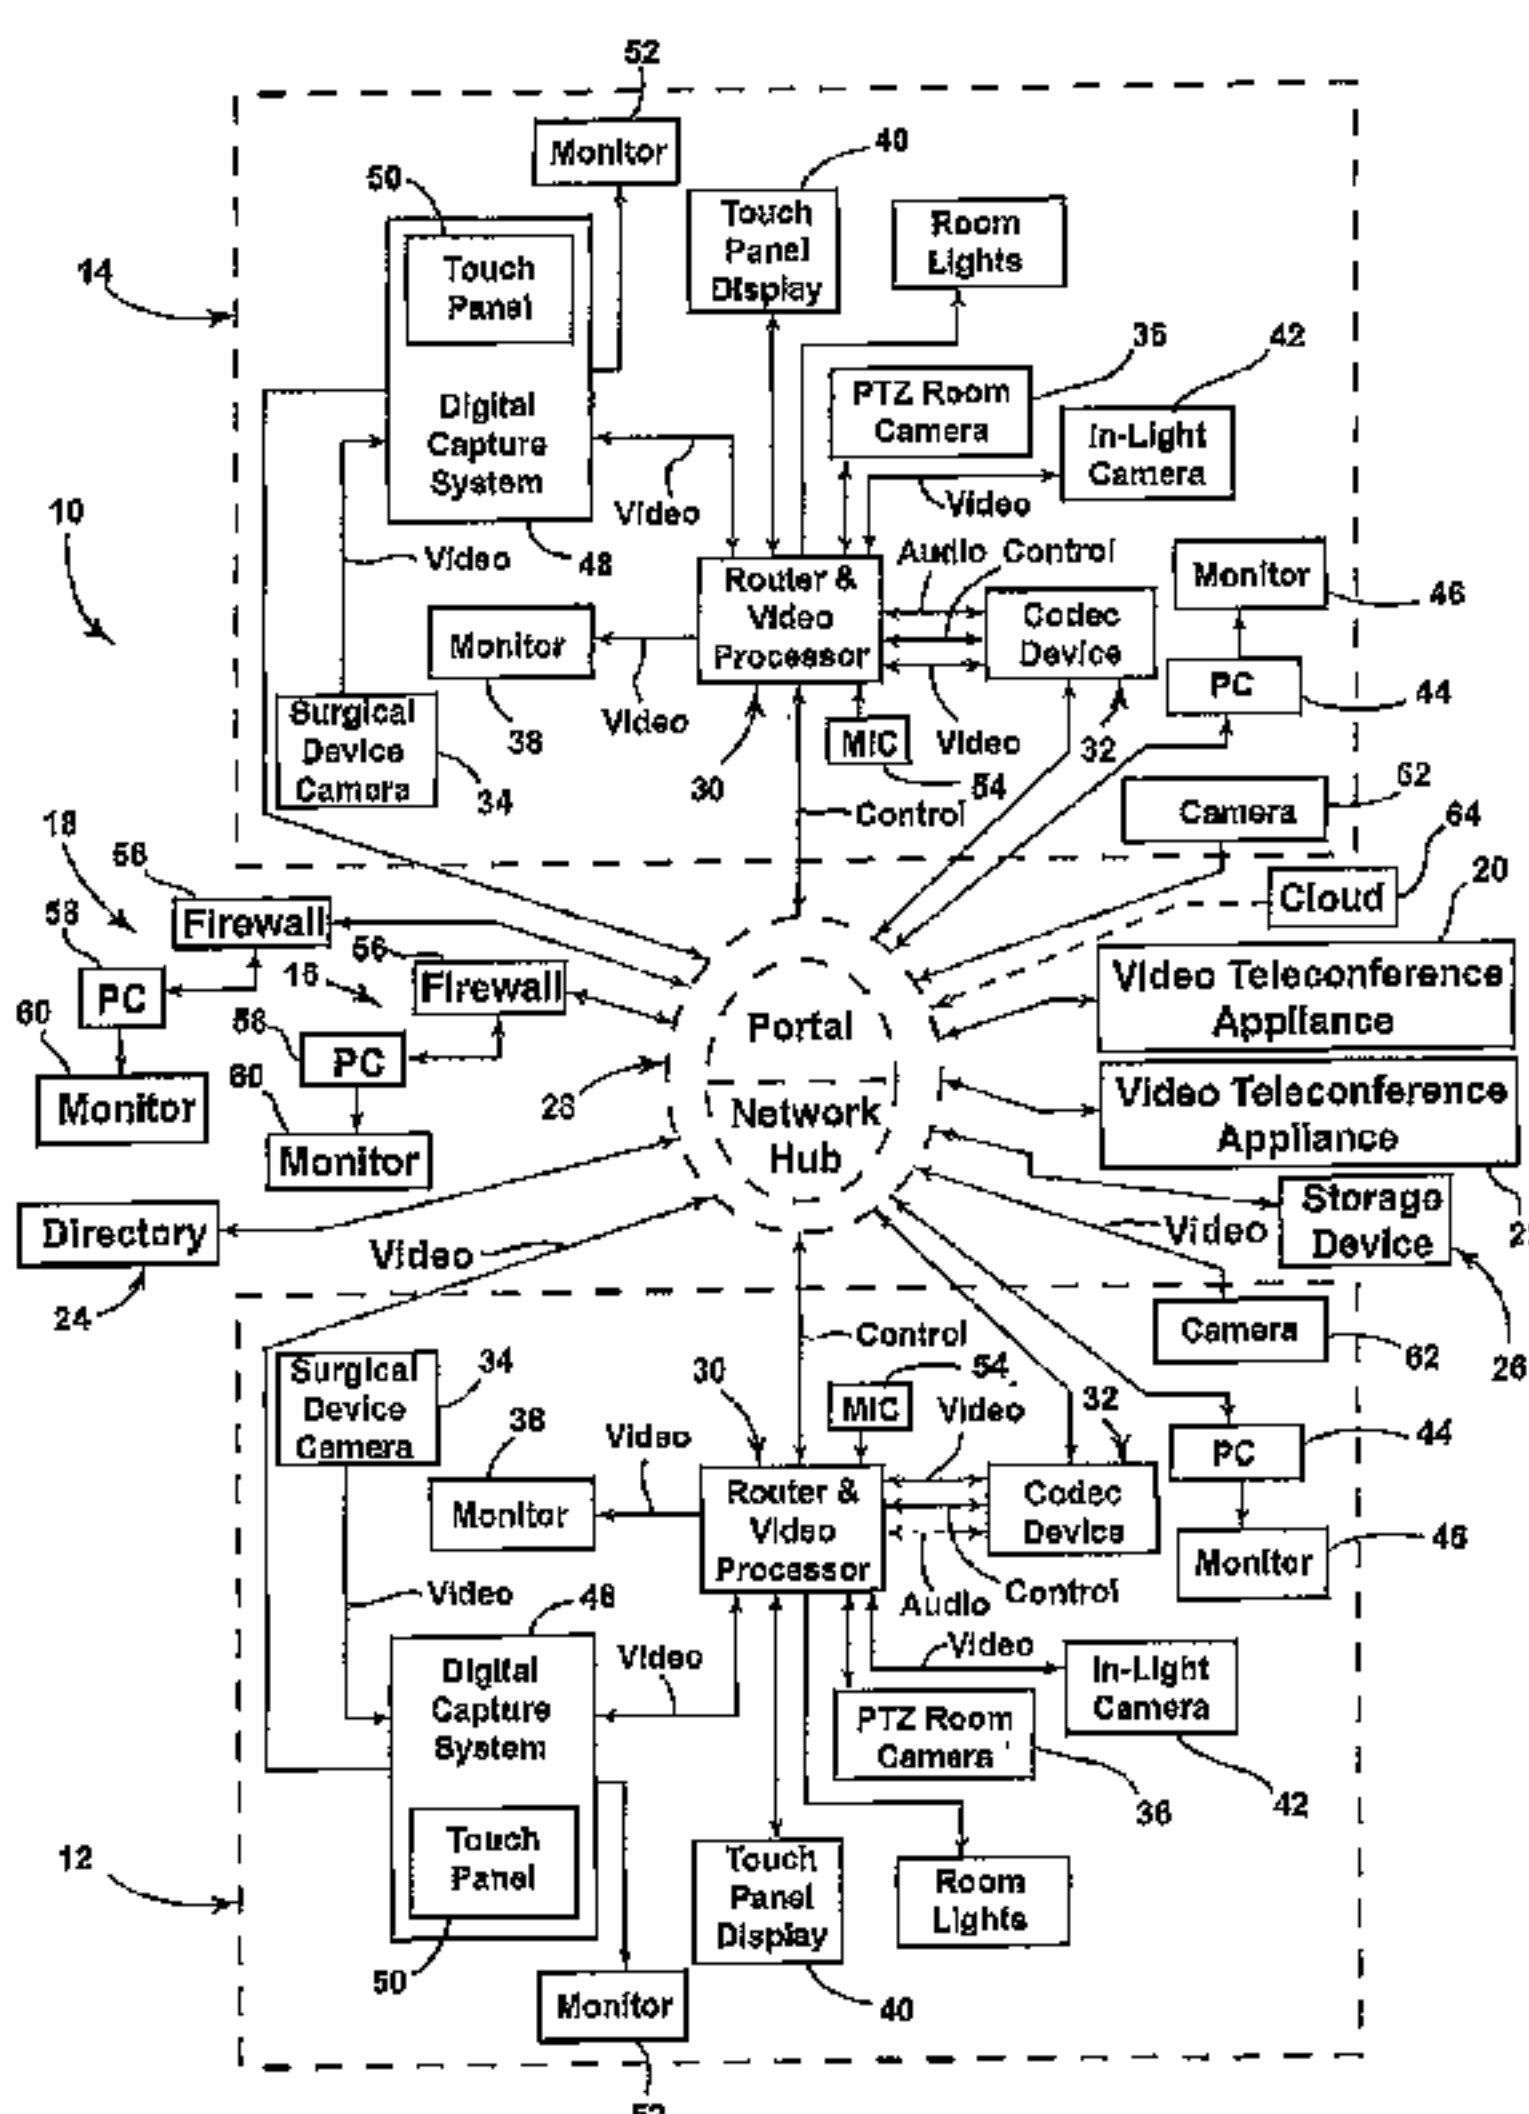 52
Monitor
40
50
Touch
Panel
Display
Room
Lights
14
Touch
Panel
36
42
PTZ Room
Camera
Digital
Capture
System
In-Light
Camera
Video
Video
10
Video
48
Audio Control
Monitor
46
Router &
Video
Processor
Codec
Device
Monitor
PC
44
Surgical
Device
Camera
38
Video
MIC
Video
32
34
30
54
Control
Camera
62
64
18
56
Firewall
Cloud
20
58
56
16
Firewall
PC
Video Teleconference
Appliance
60
58
PC
Portal
Monitor
60
28
Network
Hub
Video Teleconference
Appliance
Monitor
Storage
Device
Directory
Video
Video
24
Camera
62
26
Control
Surgical
Device
Camera
34
30
54
MIC
Video
32
38
Video
PC
44
Monitor
Router &
Video
Processor
Codec
Device
Monitor
46
Video
48
Audio
Control
Video
Video
Digital
Capture
System
In-Light
Camera
PTZ Room
Camera
36
42
12
Touch
Panel
Touch
Panel
Display
Room
Lights
50
Monitor
40